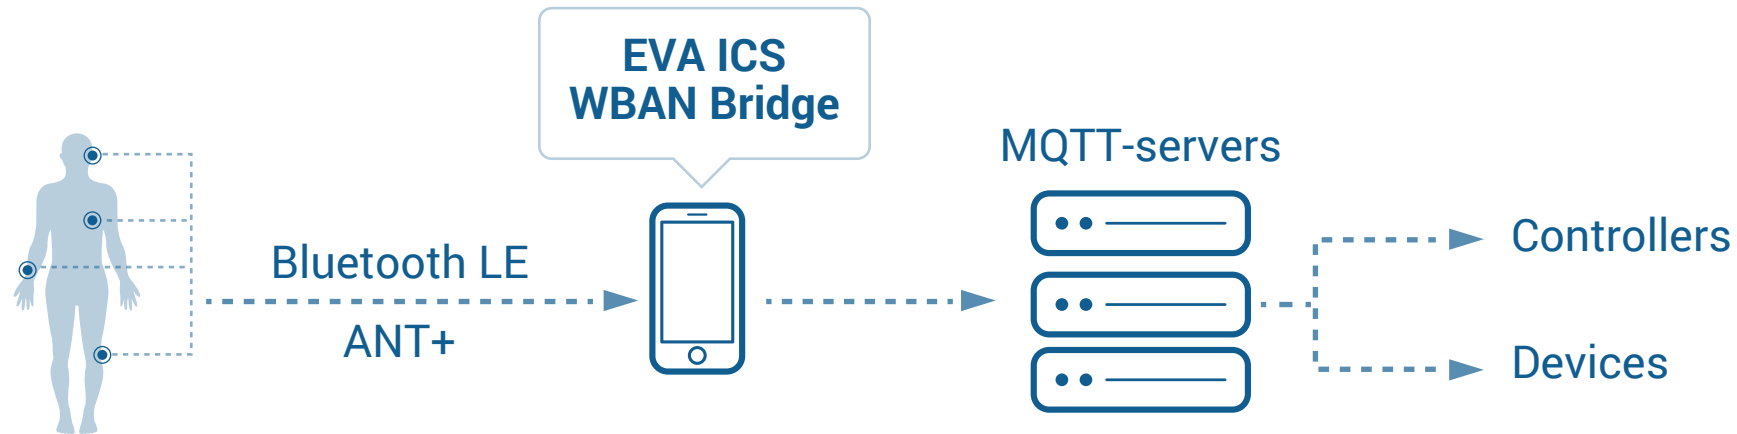 EVA ICS
WBAN Bridge
Bluetooth LE
ANT+
MQTT-servers
Controllers
Devices